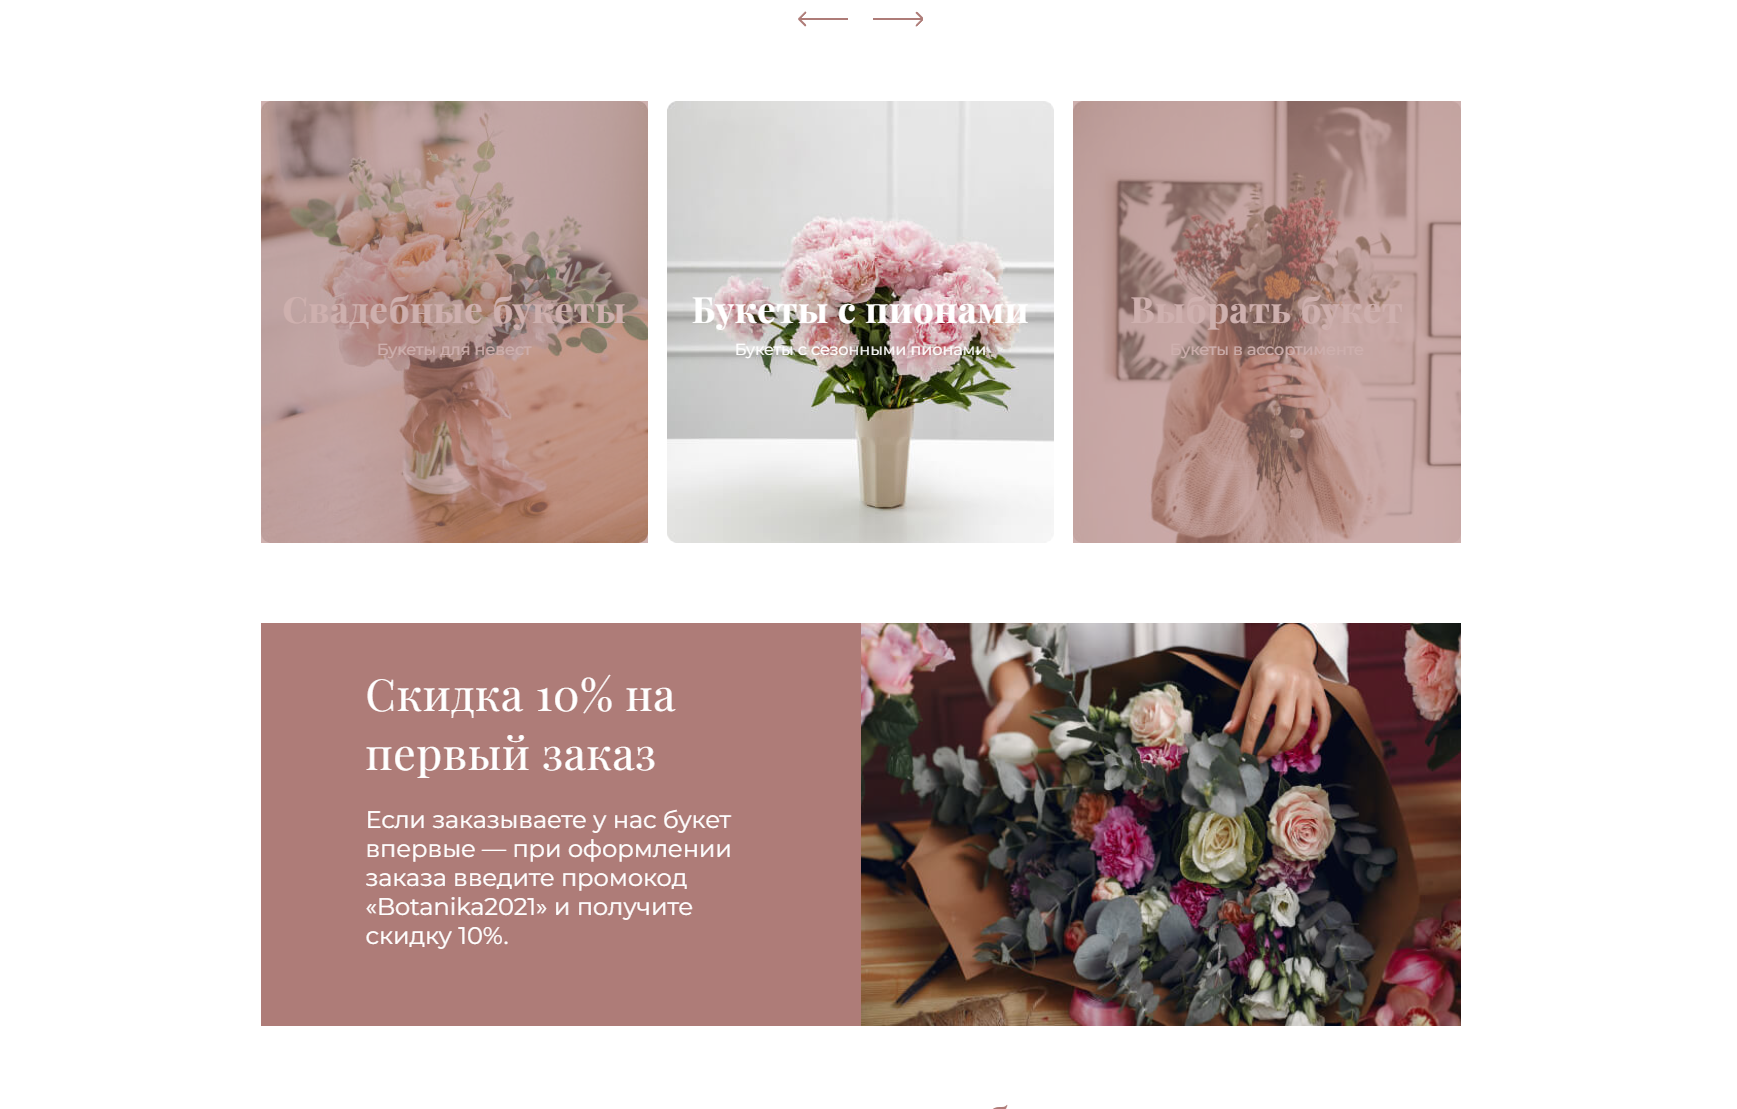 Свадебные букеты
Букеты для невест
Букеты с пионами
Букеты с сезонными пионами
Выбрать букет
Букеты в ассортименте
Скидка 10% на
первый заказ
Если заказываете у нас букет
впервые — при оформлении
заказа введите промокод
«Botanika2021» и получите
скидку 10%.